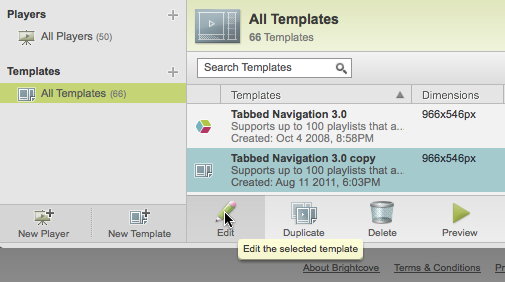 Players
All Players (50)
Templates
All Templates (66)
New Player
New Template
All Templates
66 Templates
Search Templates
Templates
Dimensions
Tabbed Navigation 3.0
966x546px
Supports up to 100 playlists that a..
Created: Oct 4 2008, 8:58PM
Tabbed Navigation 3.0 copy
966x546px
Supports up to 100 playlists that a..
Created: Aug 11 2011, 6:03PM
Edit
Duplicate
Delete
Preview
Edit the selected template
About Brightcove
Terms & Conditions
Pr